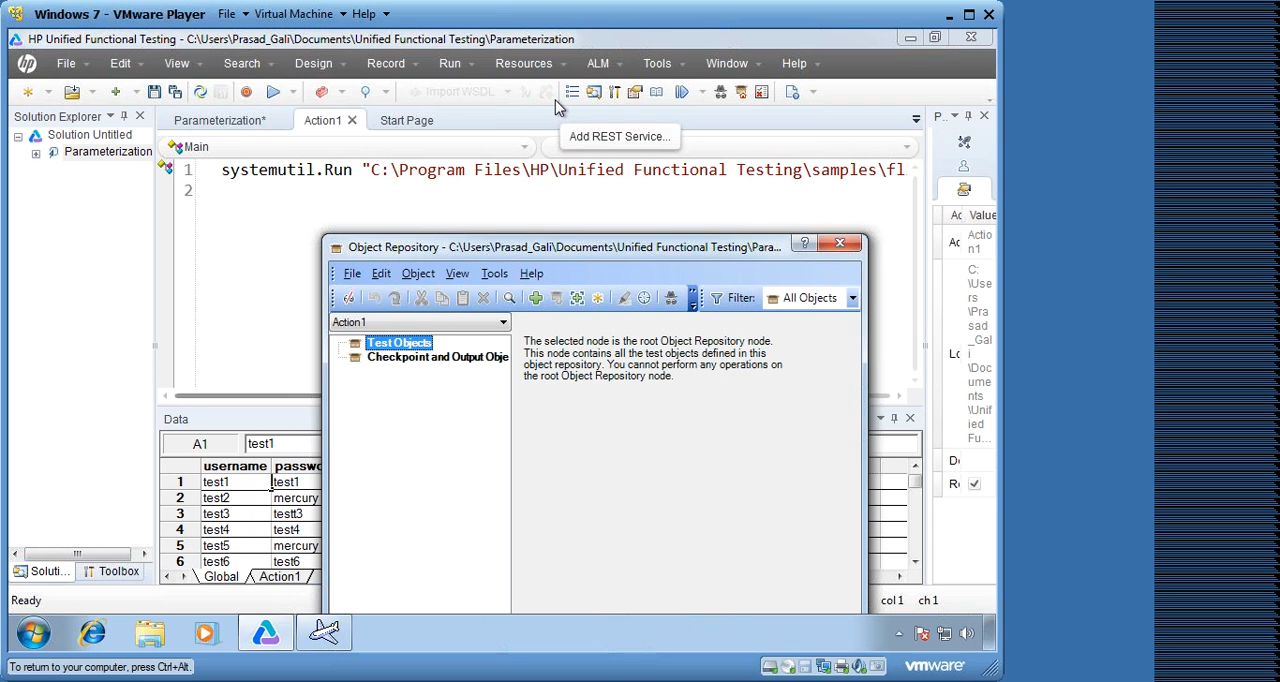 Windows 7 - VMware Player File Virtual Machine Help
HP Unified Functional Testing - C:\Users\Prasad_Gali\Documents\Unified Functional Testing\Parameterization
hp File Edit View Search Design Record Run Resources ALM Tools Window Help
Import WSDL
Solution Explorer
Parameterization* Action1 Start Page
P..
Add REST Service...
Solution Untitled
Parameterization
Main
1 systemutil.Run "C:\Program Files\HP\Unified Functional Testing\samples\fl
2
Ac Value
Ac Action1
C:\Users\Prasad_Gali\Documents\Unified Fu...
Lo
De
Re
Object Repository - C:\Users\Prasad_Gali\Documents\Unified Functional Testing\Para...
File Edit Object View Tools Help
Filter: All Objects
Action1
Test Objects
Checkpoint and Output Obje
The selected node is the root Object Repository node.
This node contains all the test objects defined in this
object repository. You cannot perform any operations on
the root Object Repository node.
Data
A1 test1
username passwo
1 test1 test1
2 test2 mercury
3 test3 testt3
4 test4 test4
5 test5 mercury
6 test6 test6
Global Action1
Soluti... Toolbox
Ready col 1 ch 1
To return to your computer, press Ctrl+Alt.
vmware